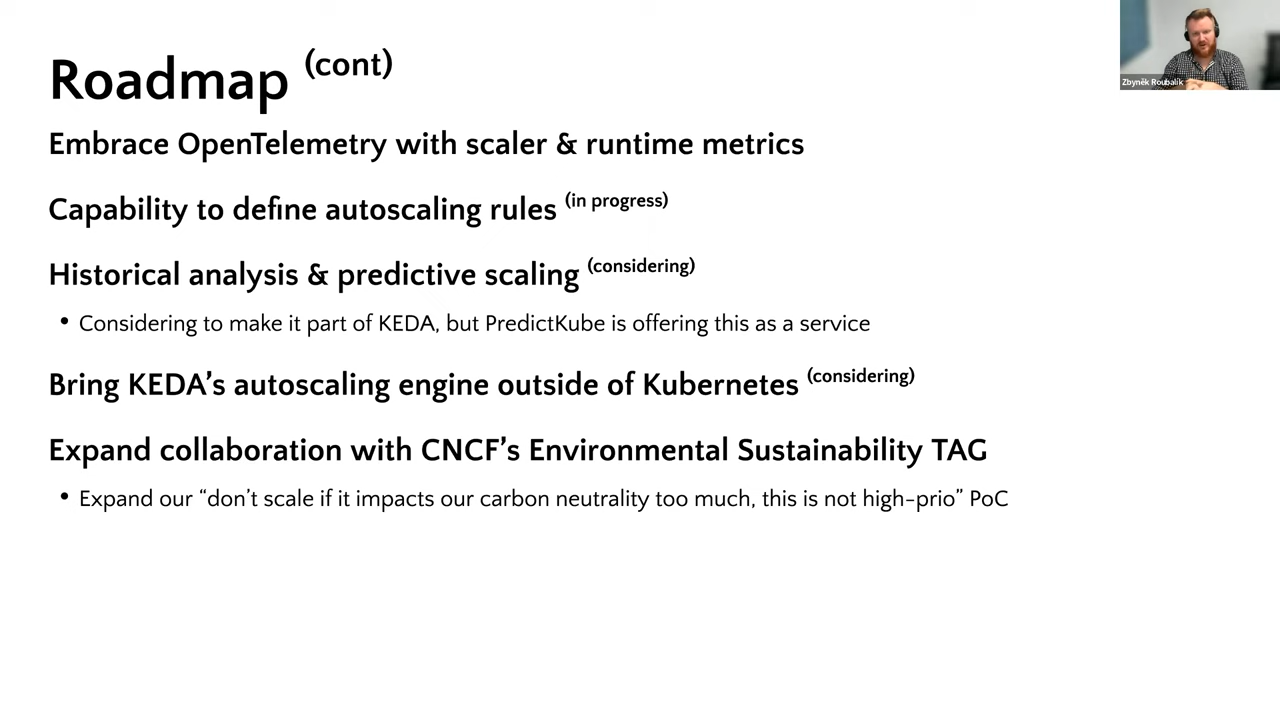 Roadmap (cont)
Embrace OpenTelemetry with scaler & runtime metrics
Capability to define autoscaling rules (in progress)
Historical analysis & predictive scaling (considering)
• Considering to make it part of KEDA, but PredictKube is offering this as a service
Bring KEDA’s autoscaling engine outside of Kubernetes (considering)
Expand collaboration with CNCF’s Environmental Sustainability TAG
• Expand our “don’t scale if it impacts our carbon neutrality too much, this is not high-prio” PoC
Zbyněk Roubalík